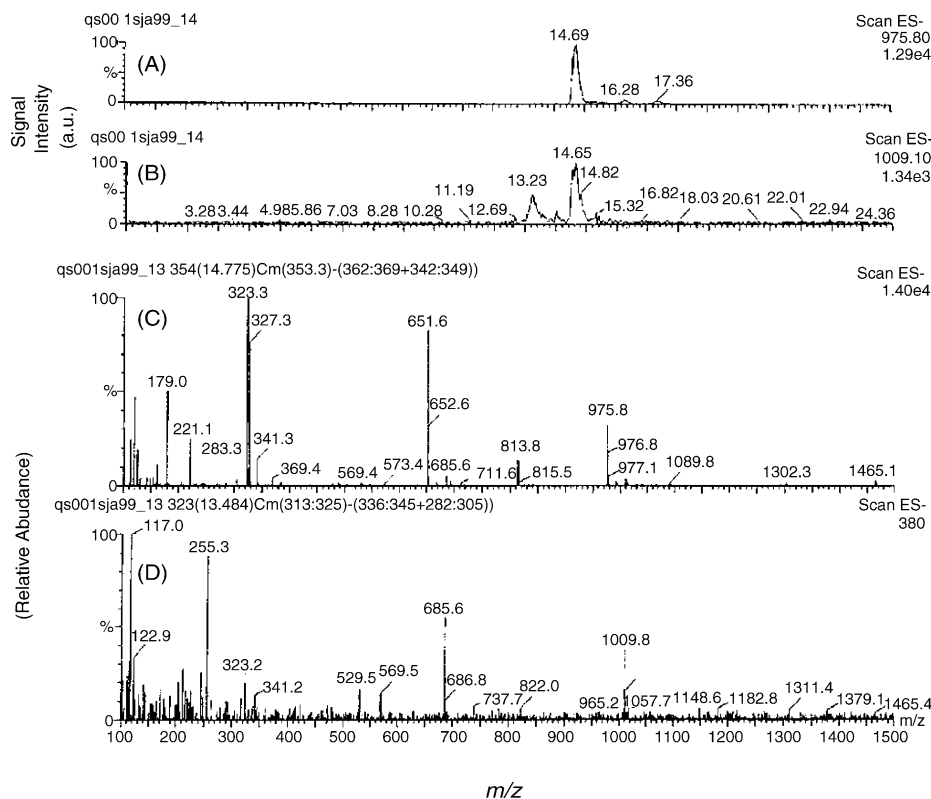 qs00 1sja99_14
Scan ES-
975.80
1.29e4
100
%
0
(A)
14.69
16.28
17.36
Signal
Intensity
(a.u.)
qs00 1sja99_14
Scan ES-
1009.10
1.34e3
100
%
0
(B)
3.28 3.44 4.98 5.86 7.03 8.28 10.28 11.19 12.69 13.23 14.65 14.82 15.32 16.82 18.03 20.61 22.01 22.94 24.36
qs001sja99_13 354(14.775)Cm(353.3)-(362:369+342:349))
Scan ES-
1.40e4
100
%
0
(C)
179.0 221.1 283.3 323.3 327.3 341.3 369.4 569.4 573.4 651.6 652.6 685.6 711.6 813.8 815.5 975.8 976.8 977.1 1089.8 1302.3 1465.1
qs001sja99_13 323(13.484)Cm(313:325)-(336:345+282:305))
Scan ES-
380
100
%
0
(D)
117.0 122.9 255.3 323.2 341.2 529.5 569.5 685.6 686.8 737.7 822.0 965.2 1009.8 1057.7 1148.6 1182.8 1311.4 1379.1 1465.4
m/z
100 200 300 400 500 600 700 800 900 1000 1100 1200 1300 1400 1500
(Relative Abudance)
m/z